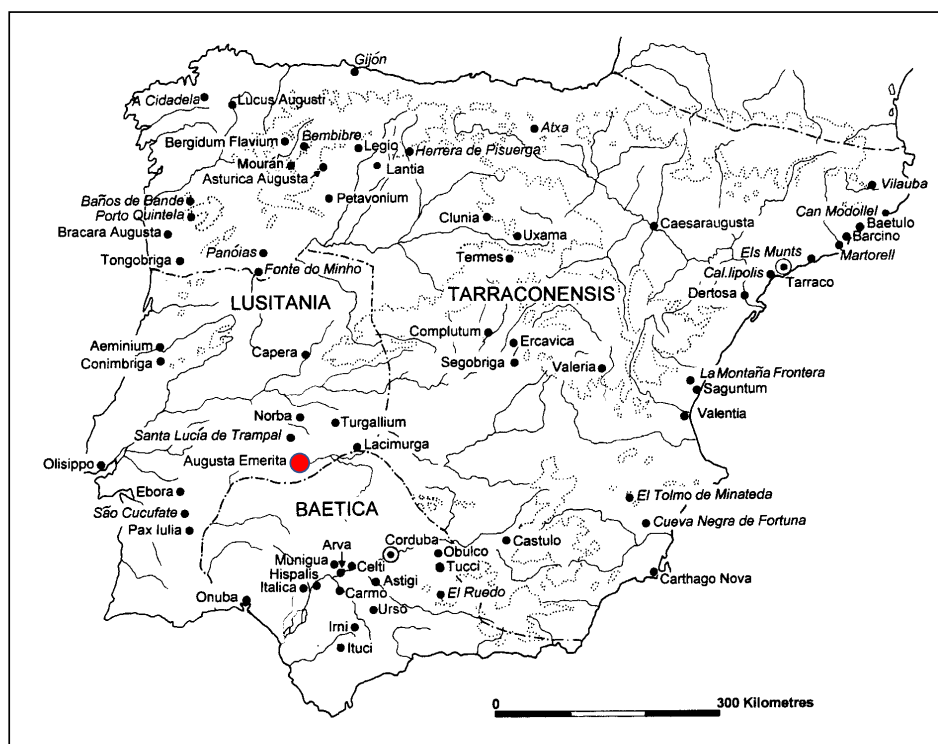 Gijón
A Cidadela
Lucus Augusti
Atxa
Bergidum Flavium
Bembibre
Legio
Herrera de Pisuerga
Mouran
Lantia
Asturica Augusta
Vilauba
Baños de Bande
Petavonium
Porto Quintela
Can Modollel
Clunia
Caesaraugusta
Baetulo
Bracara Augusta
Uxama
Barcino
Martorell
Panóias
Termes
Els Munts
Tongobriga
Fonte do Minho
Cal.lipolis
Tarraco
LUSITANIA
TARRACONENSIS
Dertosa
Complutum
Ercavica
Aeminium
Capera
Conimbriga
Segobriga
Valeria
La Montaña Frontera
Saguntum
Norba
Turgallium
Valentia
Santa Lucía de Trampal
Lacimurga
Olisippo
Augusta Emerita
Ebora
El Tolmo de Minateda
São Cucufate
BAETICA
Cueva Negra de Fortuna
Pax Iulia
Arva
Corduba
Castulo
Munigua
Celti
Obulco
Hispalis
Tucci
Carthago Nova
Italica
Astigi
Carmo
El Ruedo
Onuba
Urso
Irni
Ituci
0
300 Kilometres